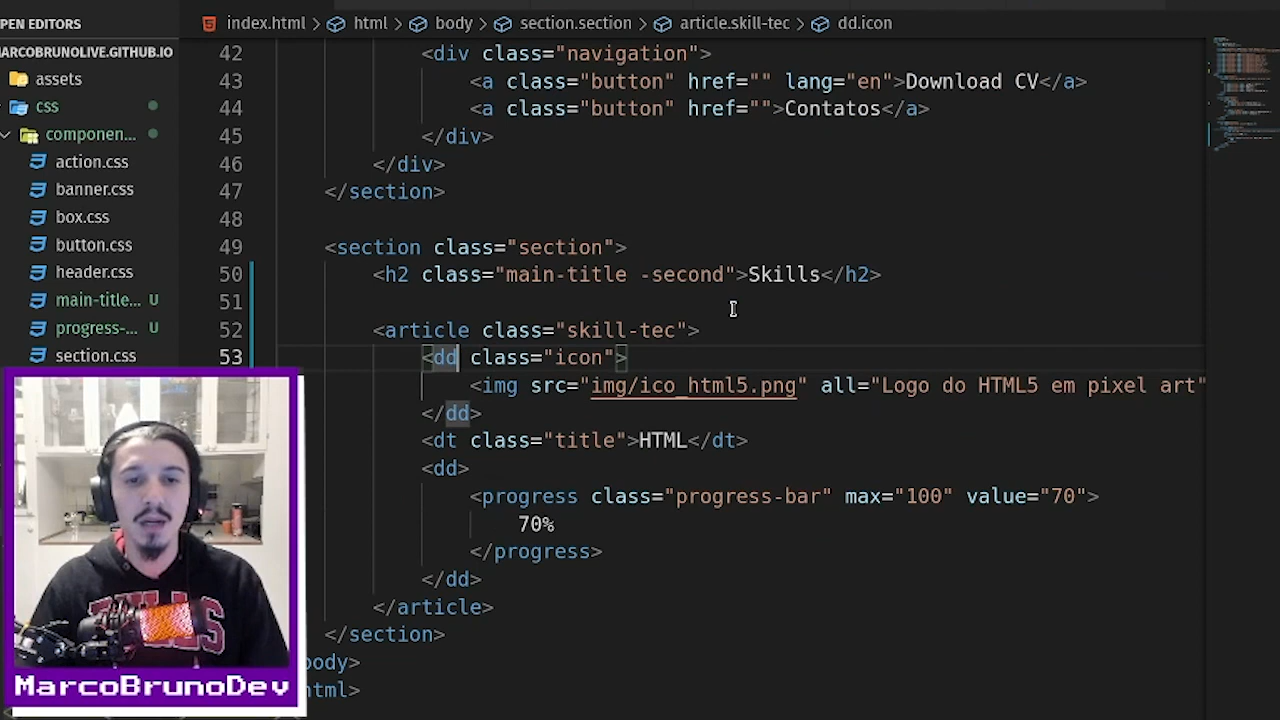 PEN EDITORS
index.html > html > body > section.section > article.skill-tec > dd.icon
ARCOBRUNOLIVE.GITHUB.IO
assets
css
componen...
action.css
banner.css
box.css
button.css
header.css
main-title... U
progress-... U
section.css
42 <div class="navigation">
43 <a class="button" href="" lang="en">Download CV</a>
44 <a class="button" href="">Contatos</a>
45 </div>
46 </div>
47 </section>
48
49 <section class="section">
50 <h2 class="main-title -second">Skills</h2>
51
52 <article class="skill-tec">
53 <dd class="icon">
<img src="img/ico_html5.png" all="Logo do HTML5 em pixel art"
</dd>
<dt class="title">HTML</dt>
<dd>
<progress class="progress-bar" max="100" value="70">
70%
</progress>
</dd>
</article>
</section>
body>
html>
MarcoBrunoDev